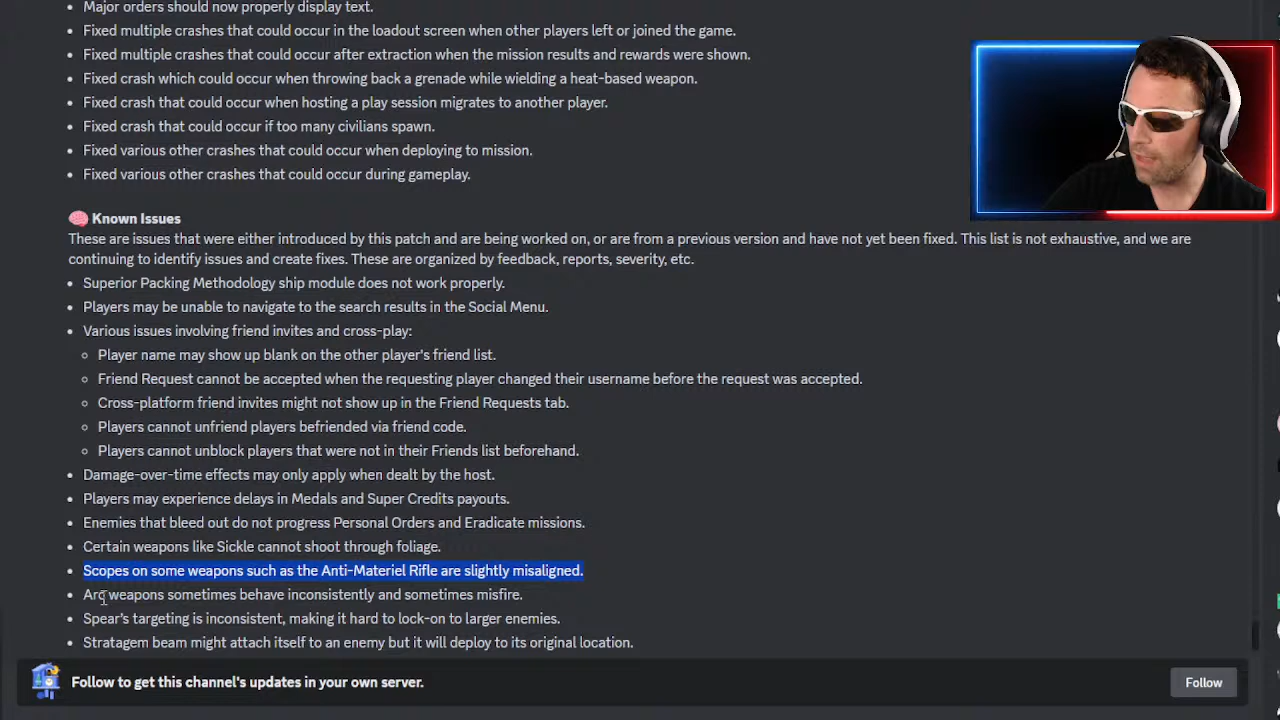 Major orders should now properly display text.
Fixed multiple crashes that could occur in the loadout screen when other players left or joined the game.
Fixed multiple crashes that could occur after extraction when the mission results and rewards were shown.
Fixed crash which could occur when throwing back a grenade while wielding a heat-based weapon.
Fixed crash that could occur when hosting a play session migrates to another player.
Fixed crash that could occur if too many civilians spawn.
Fixed various other crashes that could occur when deploying to mission.
Fixed various other crashes that could occur during gameplay.
Known Issues
These are issues that were either introduced by this patch and are being worked on, or are from a previous version and have not yet been fixed. This list is not exhaustive, and we are
continuing to identify issues and create fixes. These are organized by feedback, reports, severity, etc.
Superior Packing Methodology ship module does not work properly.
Players may be unable to navigate to the search results in the Social Menu.
Various issues involving friend invites and cross-play:
Player name may show up blank on the other player's friend list.
Friend Request cannot be accepted when the requesting player changed their username before the request was accepted.
Cross-platform friend invites might not show up in the Friend Requests tab.
Players cannot unfriend players befriended via friend code.
Players cannot unblock players that were not in their Friends list beforehand.
Damage-over-time effects may only apply when dealt by the host.
Players may experience delays in Medals and Super Credits payouts.
Enemies that bleed out do not progress Personal Orders and Eradicate missions.
Certain weapons like Sickle cannot shoot through foliage.
Scopes on some weapons such as the Anti-Materiel Rifle are slightly misaligned.
Arc weapons sometimes behave inconsistently and sometimes misfire.
Spear's targeting is inconsistent, making it hard to lock-on to larger enemies.
Stratagem beam might attach itself to an enemy but it will deploy to its original location.
Follow to get this channel's updates in your own server.
Follow